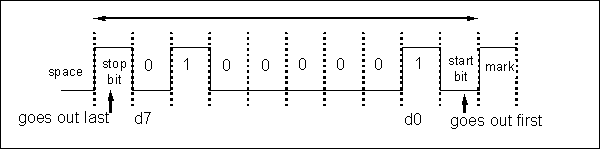 space stop bit 0 1 0 0 0 0 0 1 start bit mark
goes out last d7 d0 goes out first